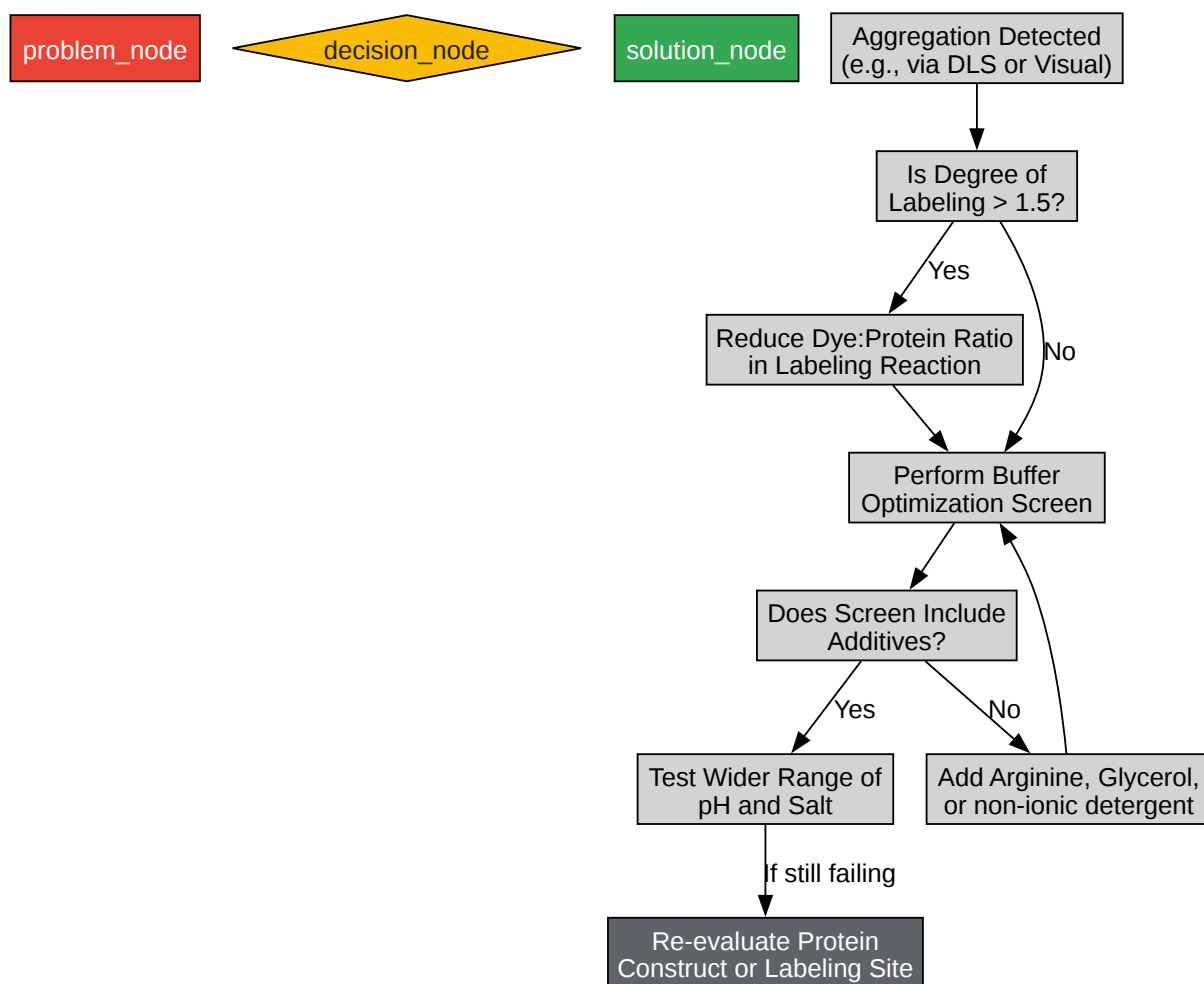 problem_node
decision_node
solution_node
Aggregation Detected
(e.g., via DLS or Visual)
Is Degree of
Labeling > 1.5?
Yes
No
Reduce Dye:Protein Ratio
in Labeling Reaction
Perform Buffer
Optimization Screen
Does Screen Include
Additives?
Yes
No
Test Wider Range of
pH and Salt
Add Arginine, Glycerol,
or non-ionic detergent
If still failing
Re-evaluate Protein
Construct or Labeling Site